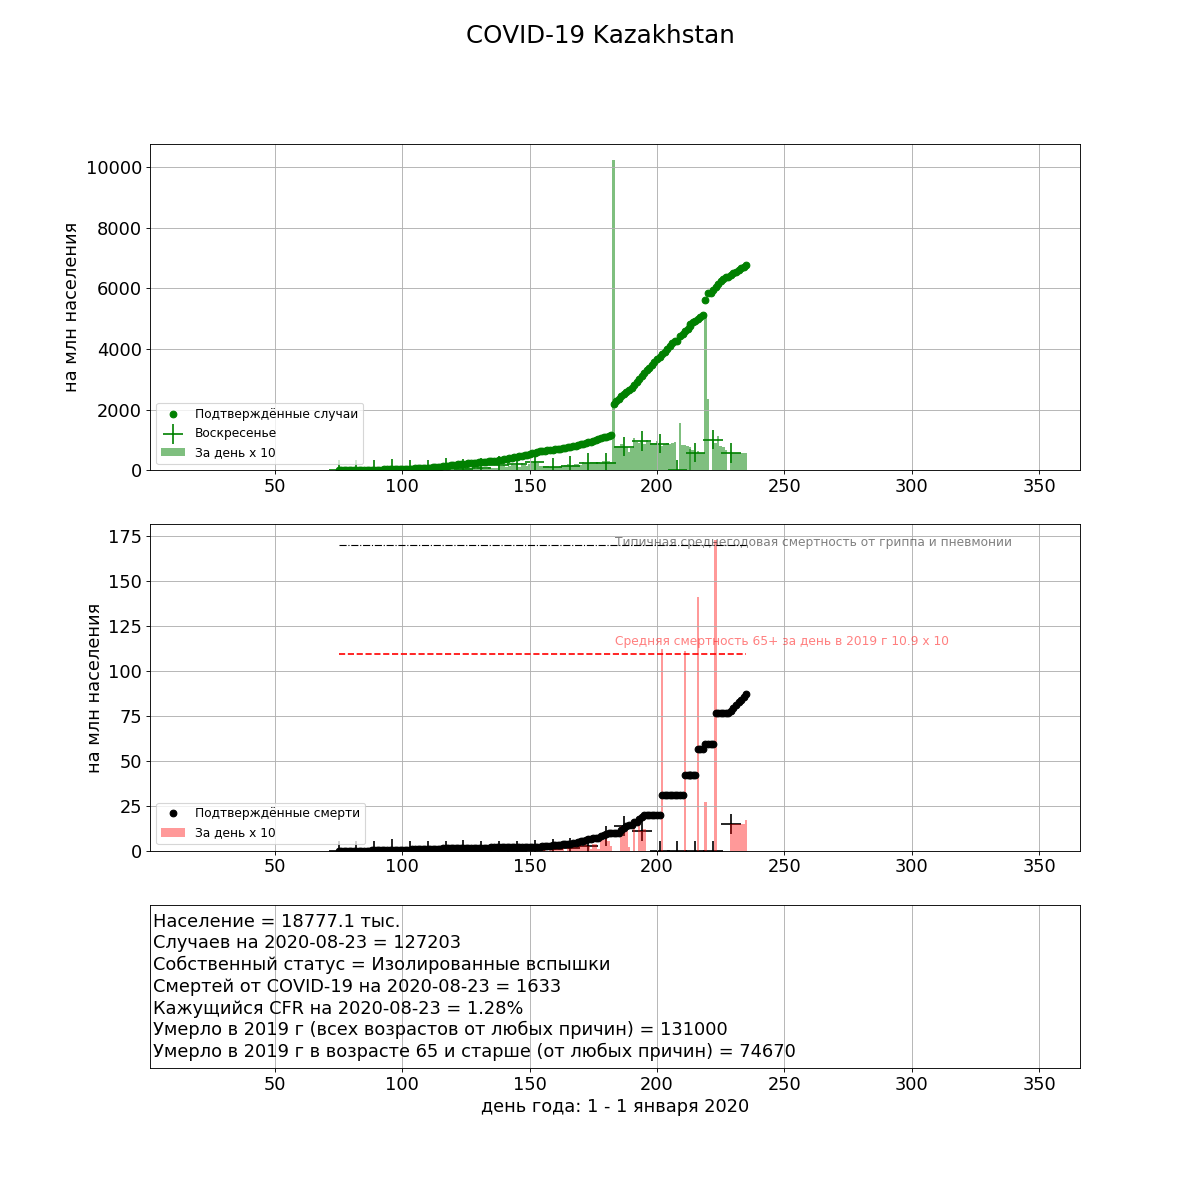 COVID-19 Kazakhstan
10000
8000
6000
4000
2000
0
на млн населения
Подтверждённые случаи
Воскресенье
За день x 10
50 100 150 200 250 300 350
175
150
125
100
75
50
25
0
на млн населения
Типичная среднегодовая смертность от гриппа и пневмонии
Средняя смертность 65+ за день в 2019 г 10.9 x 10
Подтверждённые смерти
За день x 10
50 100 150 200 250 300 350
Население = 18777.1 тыс.
Случаев на 2020-08-23 = 127203
Собственный статус = Изолированные вспышки
Смертей от COVID-19 на 2020-08-23 = 1633
Кажущийся CFR на 2020-08-23 = 1.28%
Умерло в 2019 г (всех возрастов от любых причин) = 131000
Умерло в 2019 г в возрасте 65 и старше (от любых причин) = 74670
50 100 150 200 250 300 350
день года: 1 - 1 января 2020